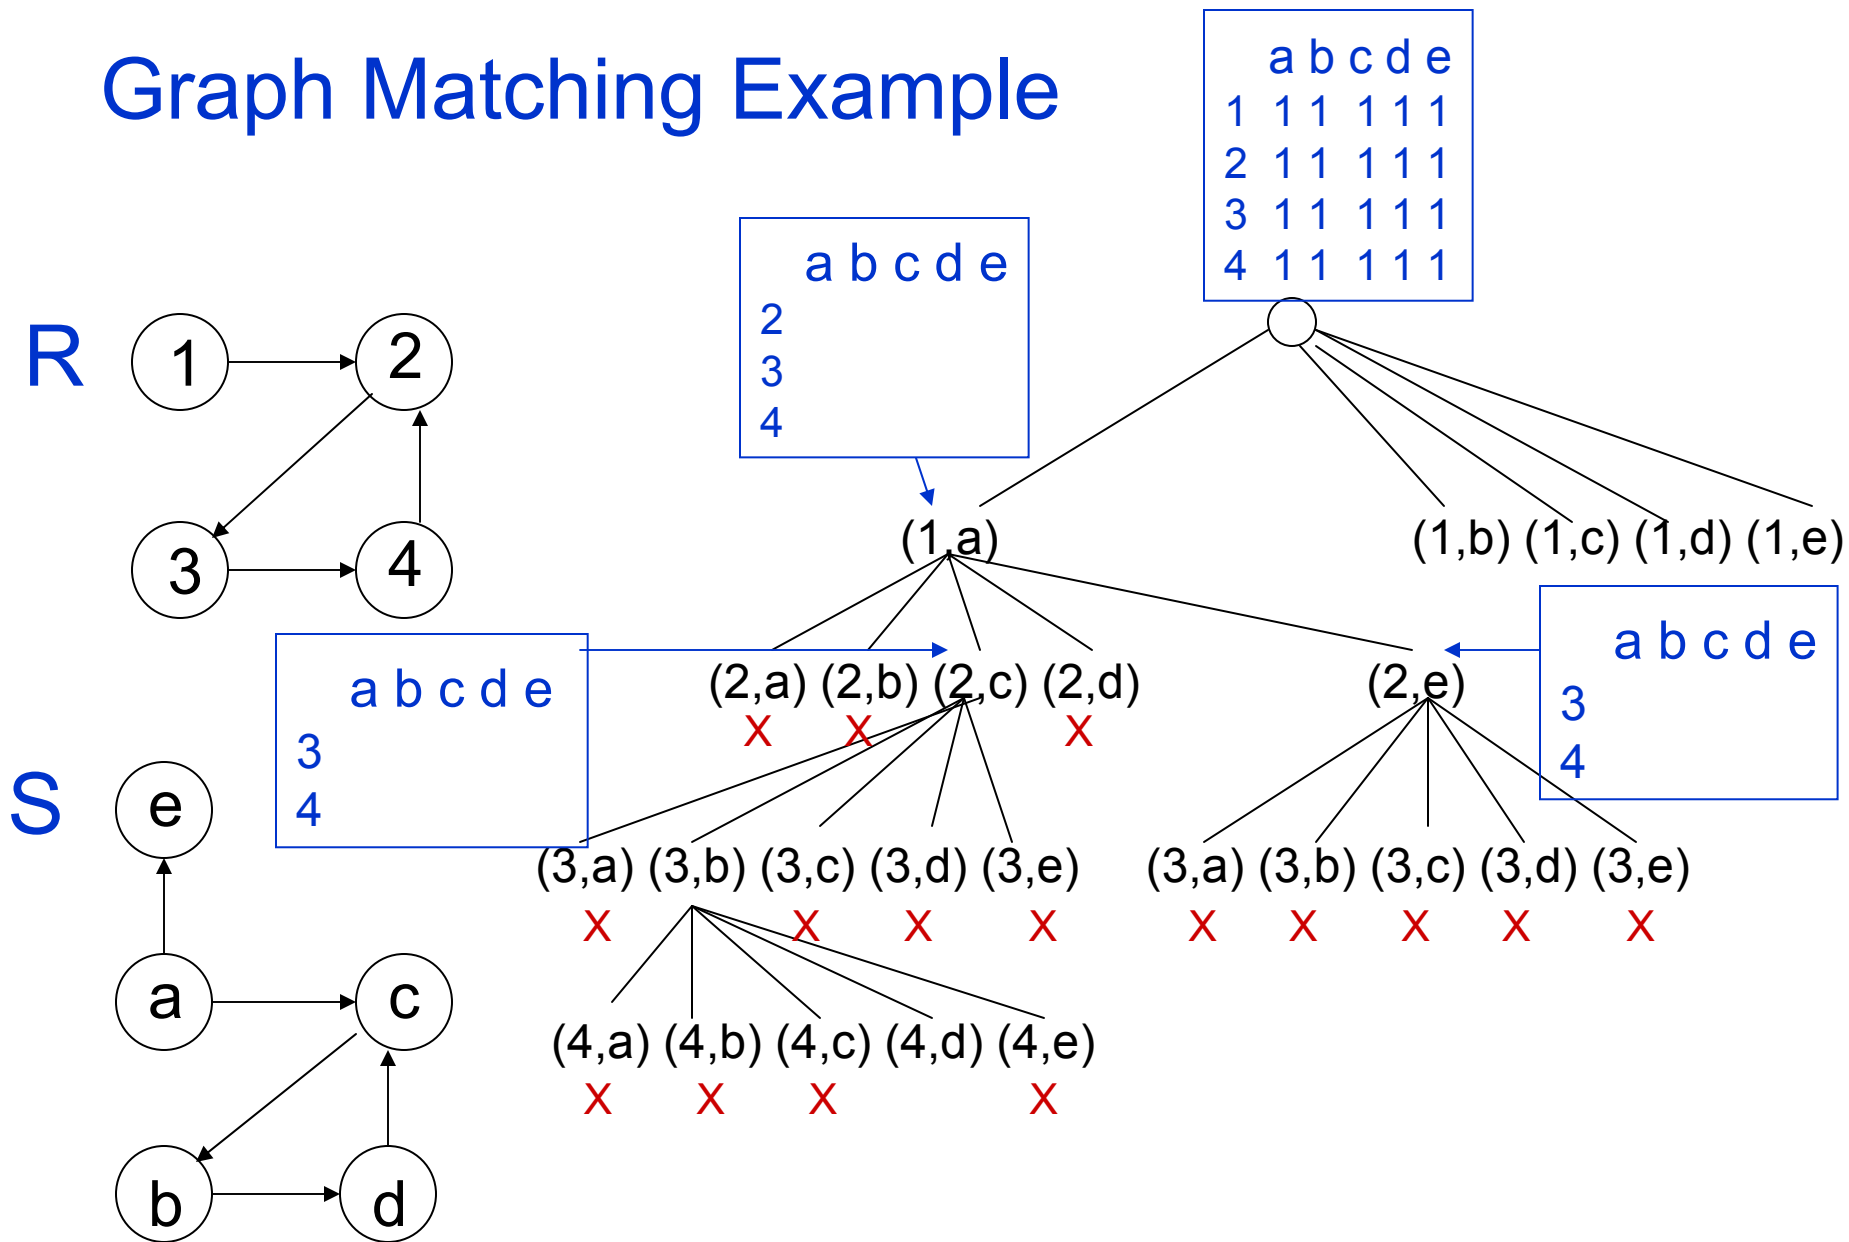 Graph Matching Example
a b c d e
1 1 1 1 1 1
2 1 1 1 1 1
3 1 1 1 1 1
4 1 1 1 1 1
a b c d e
2
3
4
R
1 2
3 4
(1,a) (1,b) (1,c) (1,d) (1,e)
a b c d e
3
4
(2,a) (2,b) (2,c) (2,d) (2,e)
X X X
a b c d e
3
4
S
e
a c
b d
(3,a) (3,b) (3,c) (3,d) (3,e) (3,a) (3,b) (3,c) (3,d) (3,e)
X X X X X X X X X
(4,a) (4,b) (4,c) (4,d) (4,e)
X X X X